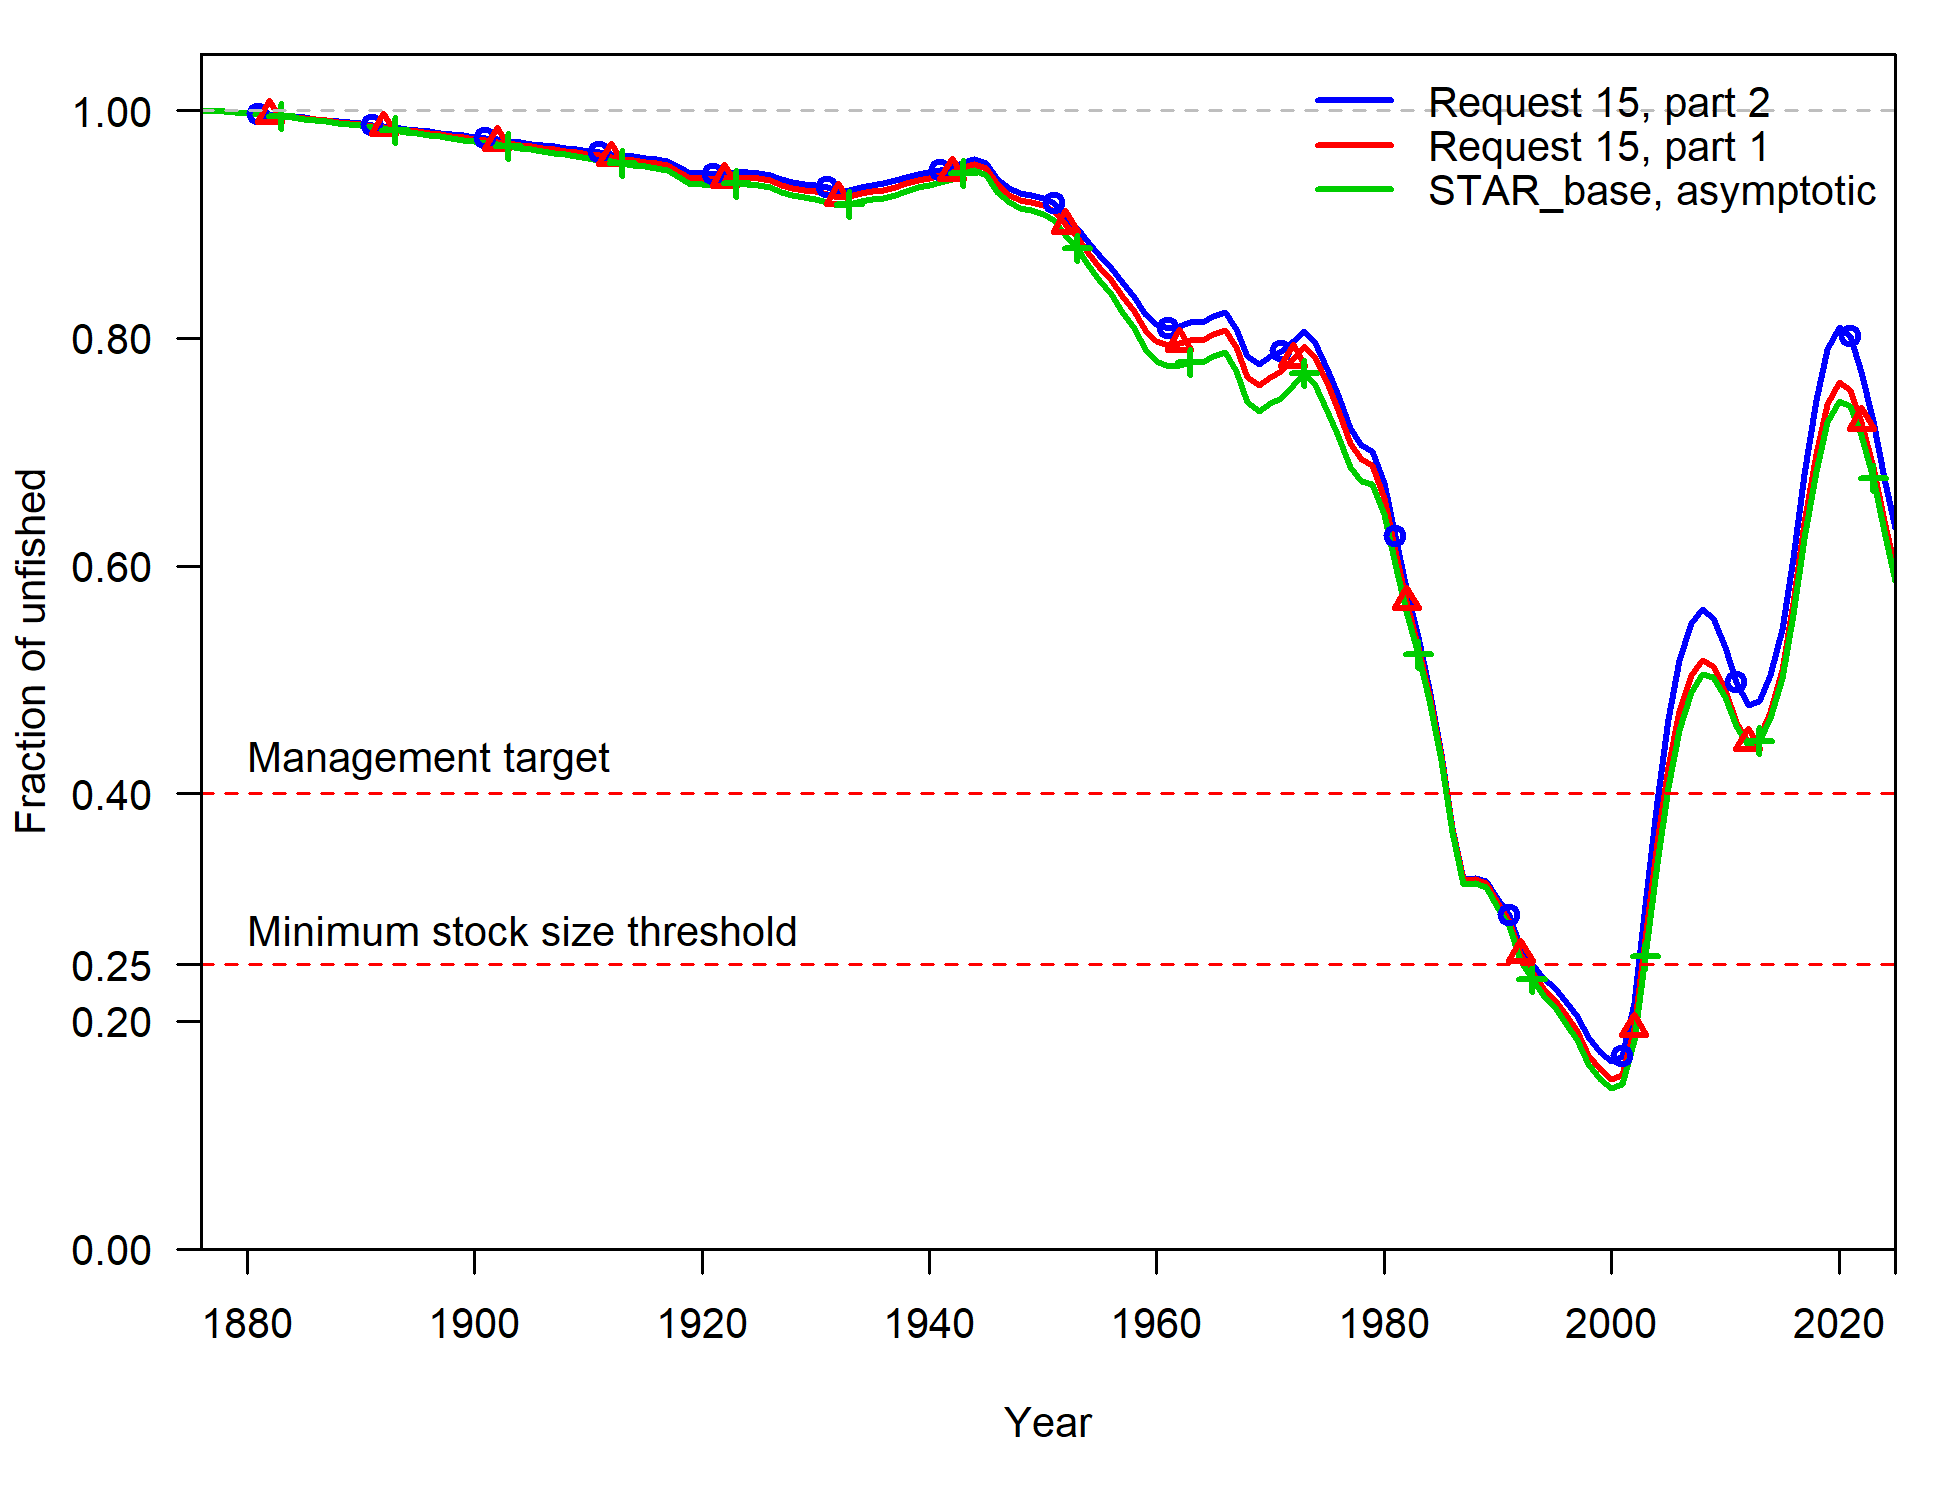 1.00
0.80
0.60
0.40
0.25
0.20
0.00
Fraction of unfished
Request 15, part 2
Request 15, part 1
STAR_base, asymptotic
Management target
Minimum stock size threshold
1880 1900 1920 1940 1960 1980 2000 2020
Year